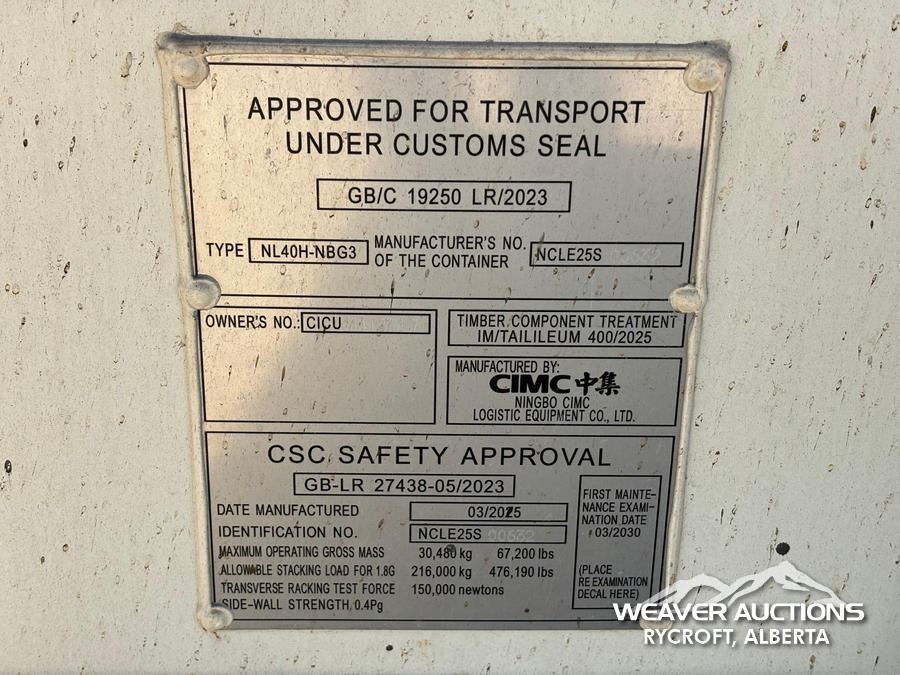 APPROVED FOR TRANSPORT
UNDER CUSTOMS SEAL
GB/C 19250 LR/2023
TYPE NL40H-NBG3
MANUFACTURER'S NO.
OF THE CONTAINER
NCLE25S
OWNER'S NO.: CICU
TIMBER COMPONENT TREATMENT
IM/TAILILEUM 400/2025
MANUFACTURED BY:
CIMC 中集
NINGBO CIMC
LOGISTIC EQUIPMENT CO., LTD.
CSC SAFETY APPROVAL
GB-LR 27438-05/2023
DATE MANUFACTURED 03/2025
IDENTIFICATION NO. NCLE25S 00632
MAXIMUM OPERATING GROSS MASS 30,480 kg 67,200 lbs
ALLOWABLE STACKING LOAD FOR 1.8G 216,000 kg 476,190 lbs
TRANSVERSE RACKING TEST FORCE 150,000 newtons
SIDE-WALL STRENGTH 0.4Pg
FIRST MAINTE-
NANCE EXAMI-
NATION DATE
03/2030
(PLACE
RE EXAMINATION
DECAL HERE)
WEAVER AUCTIONS
RYCROFT, ALBERTA